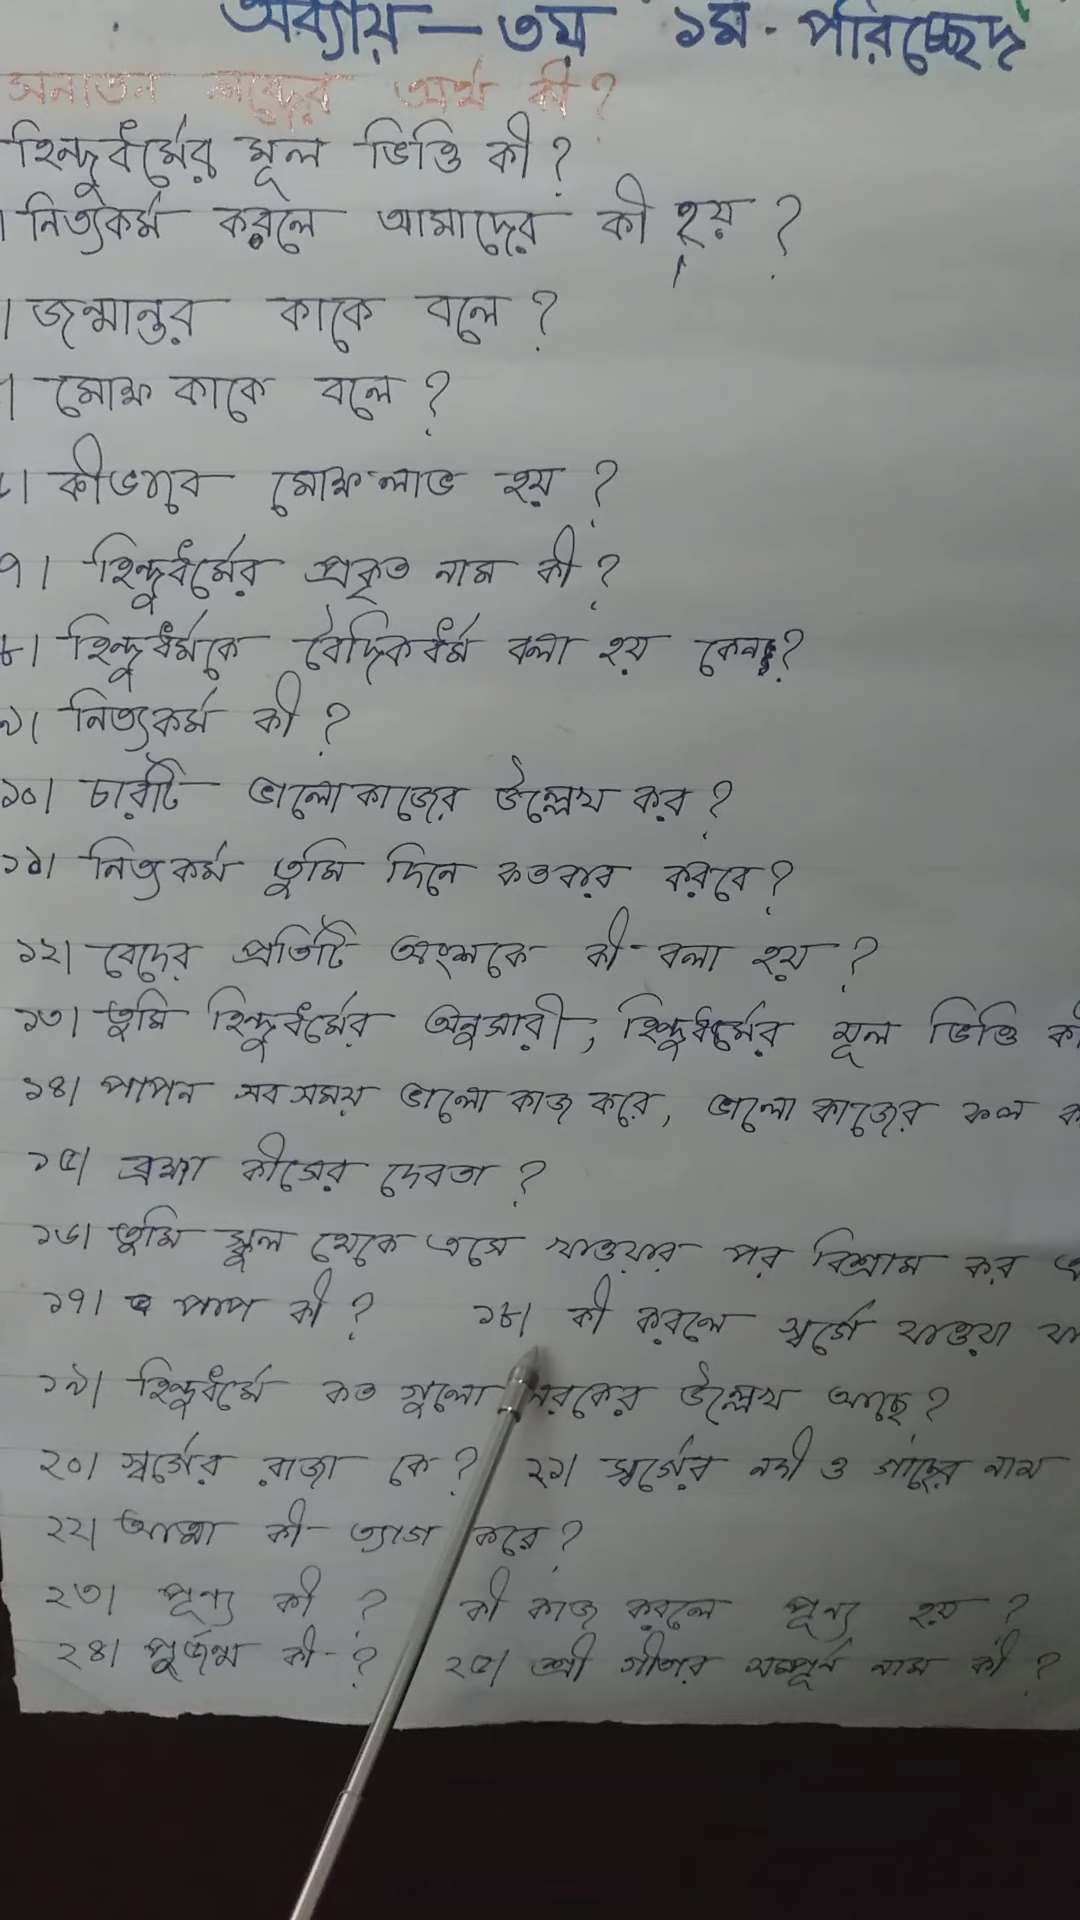 অধ্যায় – ৩য় ১ম. পরিচ্ছেদ
সনাতন শব্দের অর্থ কী?
হিন্দুধর্মের মূল ভিত্তি কী?
। নিত্যকর্ম করলে আমাদের কী হয়?
। জন্মান্তর কাকে বলে?
। মোক্ষ কাকে বলে?
। কীভাবে মোক্ষলাভ হয়?
৭। হিন্দুধর্মের প্রকৃত নাম কী?
৮। হিন্দুধর্মকে বৈদিকধর্ম বলা হয় কেন?
৯। নিত্যকর্ম কী?
১০। চারটি ভালোকাজের উল্লেখ কর?
১১। নিত্যকর্ম তুমি দিনে কতবার করবে?
১২। বেদের প্রতিটি অংশকে কী বলা হয়?
১৩। তুমি হিন্দুধর্মের অনুসারী, হিন্দুধর্মের মূল ভিত্তি কী
১৪। পাপন সব সময় ভালো কাজ করে, ভালো কাজের ফল ক
১৫। ব্রহ্মা কীসের দেবতা?
১৬। তুমি স্কুল থেকে এসে খাওয়ার পর বিশ্রাম কর
১৭। পাপ কী? ১৮। কী করলে স্বর্গে যাওয়া যা
১৯। হিন্দুধর্মে কত গুলো নরকের উল্লেখ আছে?
২০। স্বর্গের রাজা কে? ২১। স্বর্গের নদী ও গাছের নাম
২২। আত্মা কী ত্যাগ করে?
২৩। পূণ্য কী? কী কাজ করলে পূণ্য হয়?
২৪। পুর্জন্ম কী? ২৫। শ্রী গীতার সম্পূর্ন নাম কী?